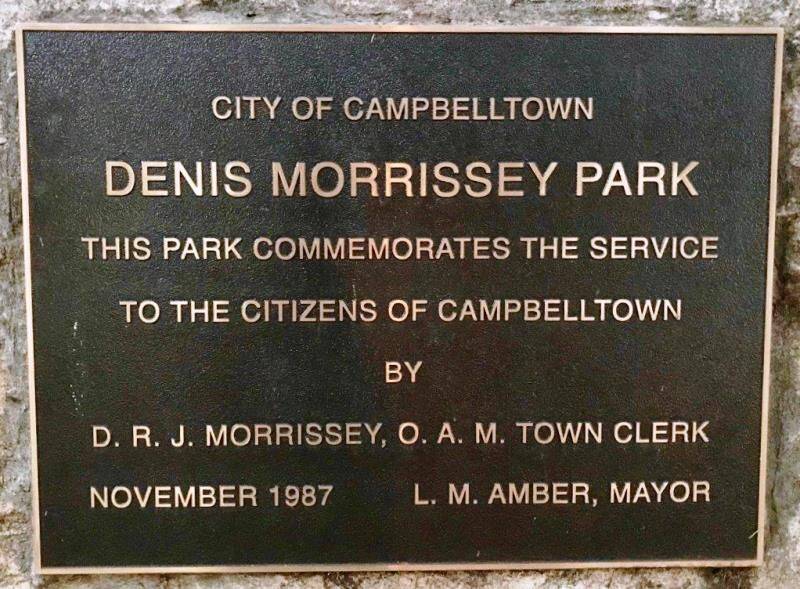 CITY OF CAMPBELLTOWN
DENIS MORRISSEY PARK
THIS PARK COMMEMORATES THE SERVICE
TO THE CITIZENS OF CAMPBELLTOWN
BY
D. R. J. MORRISSEY, O. A. M. TOWN CLERK
NOVEMBER 1987 L. M. AMBER, MAYOR